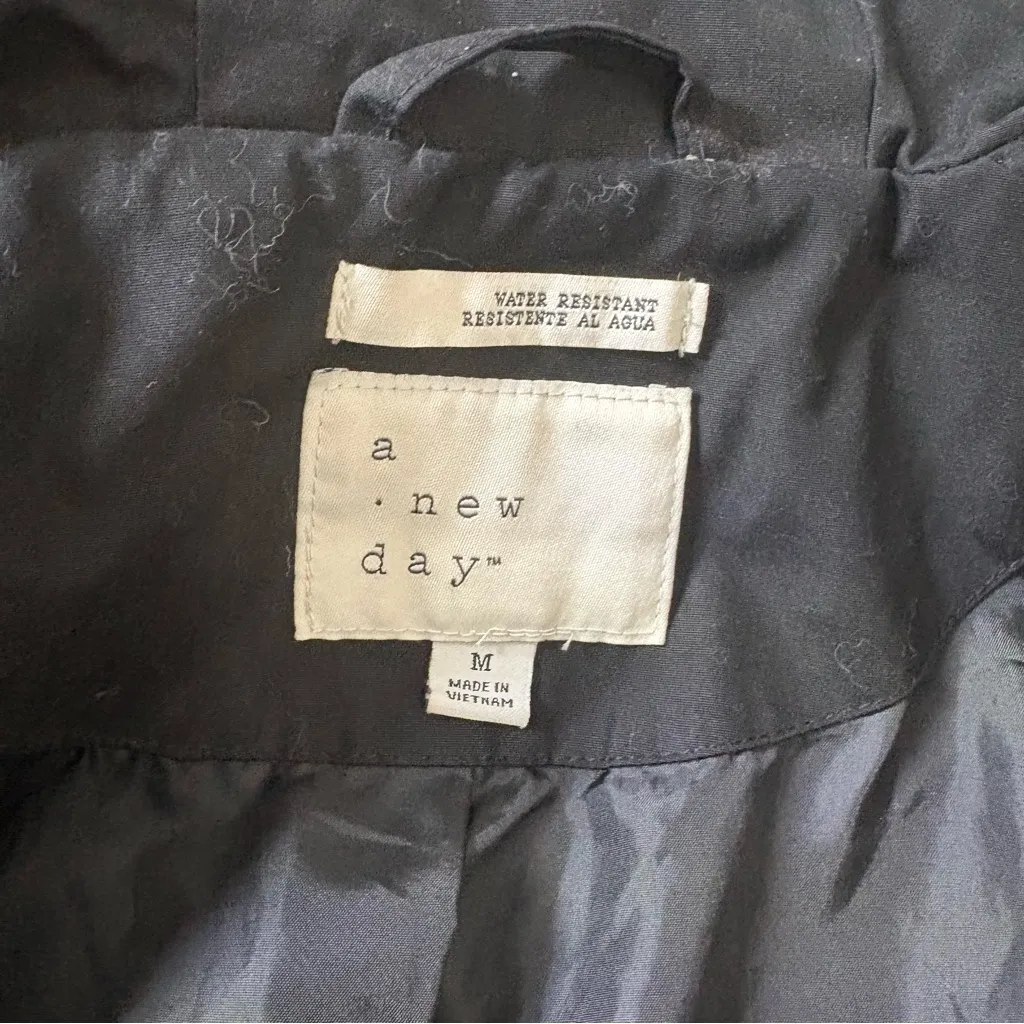 WATER RESISTANT
RESISTENTE AL AGUA
a
· new
day™
M
MADE IN
VIETNAM